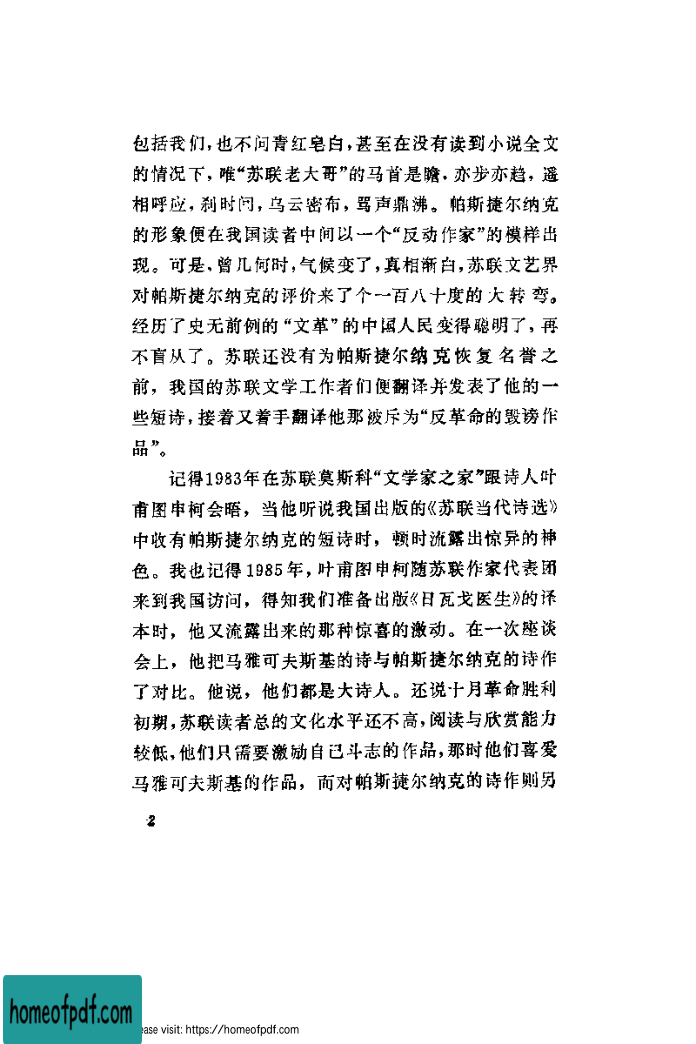 包括我们，也不问青红皂白，甚至在没有读到小说全文
的情况下，唯“苏联老大哥”的马首是瞻，亦步亦趋，遥
相呼应，刹时间，乌云密布，骂声鼎沸。帕斯捷尔纳克
的形象便在我国读者中间以一个“反动作家”的模样出
现。可是，曾几何时，气候变了，真相渐白，苏联文艺界
对帕斯捷尔纳克的评价来了个一百八十度的大转弯。
经历了史无前例的“文革”的中国人民变得聪明了，再
不盲从了。苏联还没有为帕斯捷尔纳克恢复名誉之
前，我国的苏联文学工作者们便翻译并发表了他的一
些短诗，接着又着手翻译他那被斥为“反革命的毁谤作
品”。
记得1983年在苏联莫斯科“文学家之家”跟诗人叶
甫图申柯会晤，当他听说我国出版的《苏联当代诗选》
中收有帕斯捷尔纳克的短诗时，顿时流露出惊异的神
色。我也记得1985年，叶甫图申柯随苏联作家代表团
来到我国访问，得知我们准备出版《日瓦戈医生》的译
本时，他又流露出来的那种惊喜的激动。在一次座谈
会上，他把马雅可夫斯基的诗与帕斯捷尔纳克的诗作
了对比。他说，他们都是大诗人。还说十月革命胜利
初期，苏联读者总的文化水平还不高，阅读与欣赏能力
较低，他们只需要激励自己斗志的作品，那时他们喜爱
马雅可夫斯基的作品，而对帕斯捷尔纳克的诗作则另
2
homeofpdf.com
ease visit: https://homeofpdf.com